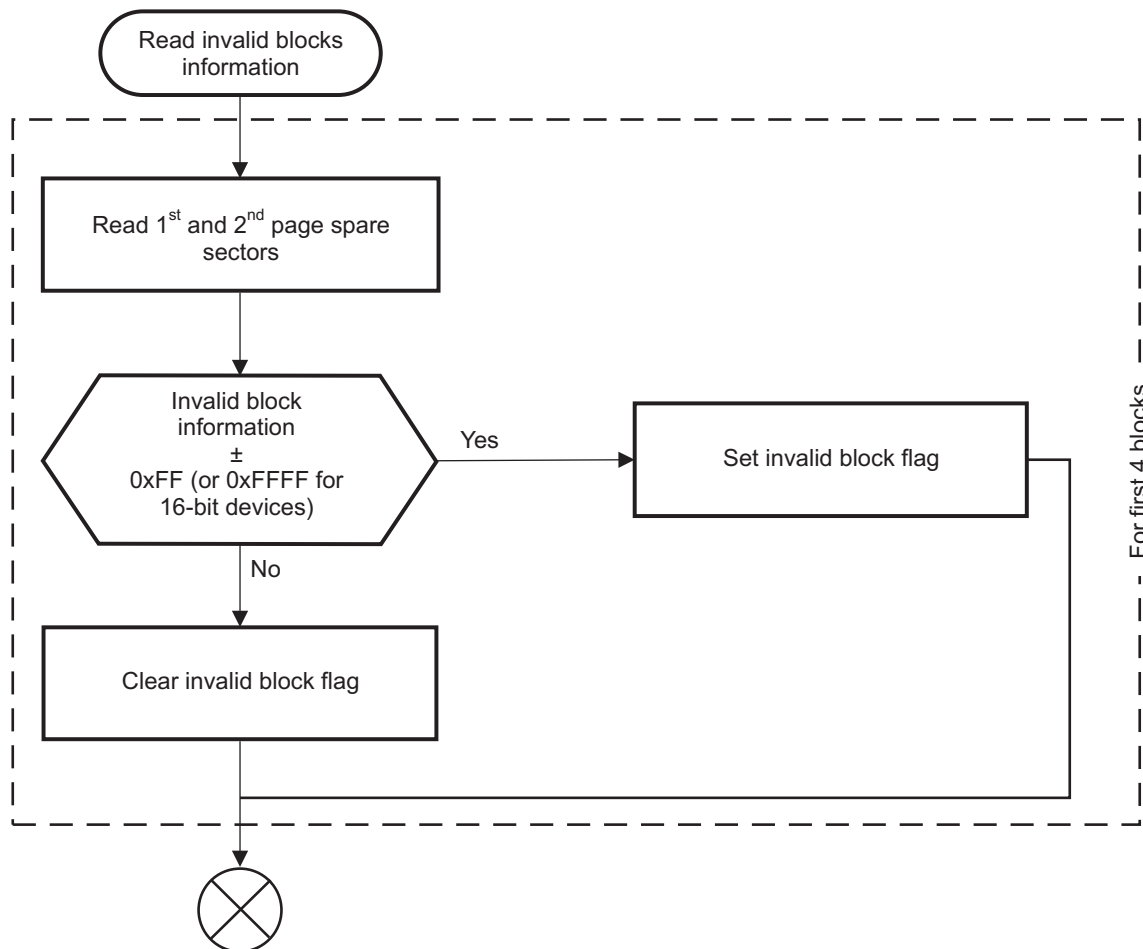 Read invalid blocks
information
Read 1st and 2nd page spare
sectors
Invalid block
information
±
0xFF (or 0xFFFF for
16-bit devices)
Yes
Set invalid block flag
For first 4 blocks
No
Clear invalid block flag